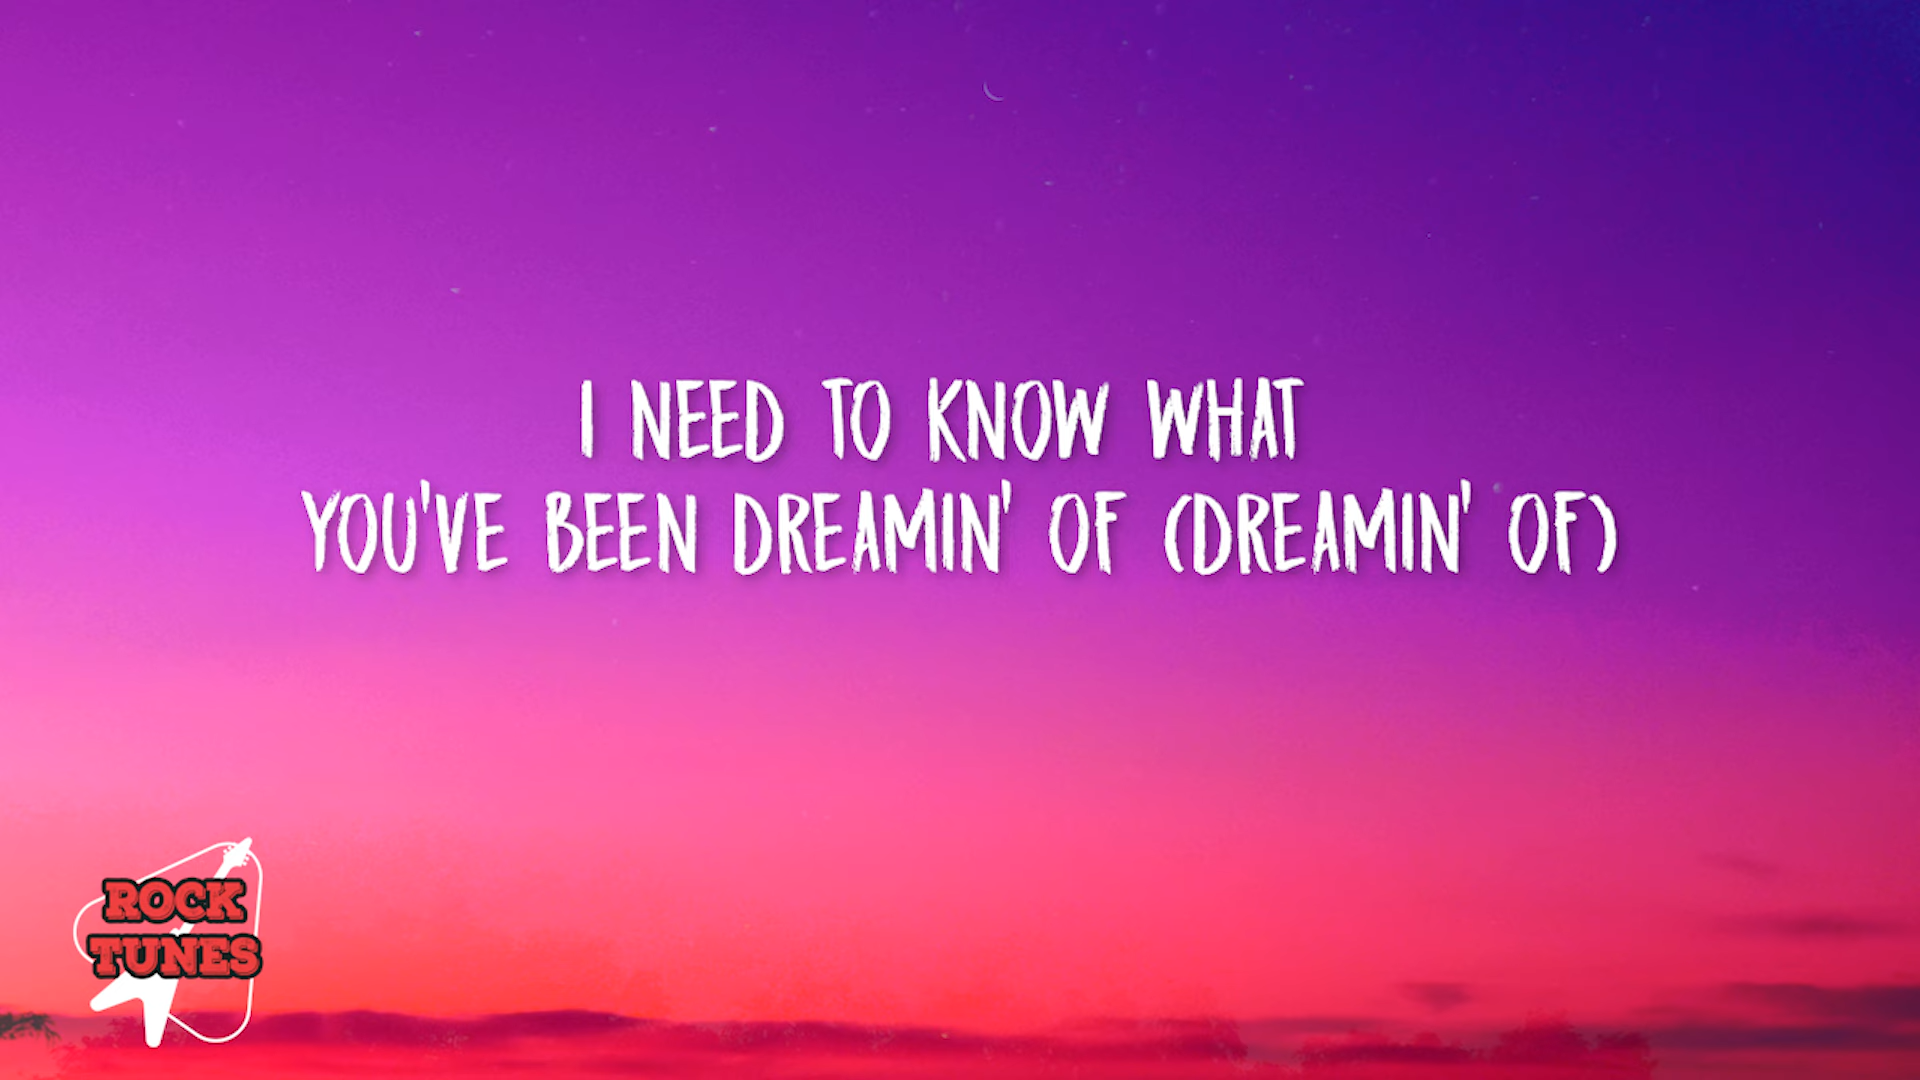 I NEED TO KNOW WHAT
YOU'VE BEEN DREAMIN' OF (DREAMIN' OF)
ROCK
TUNES